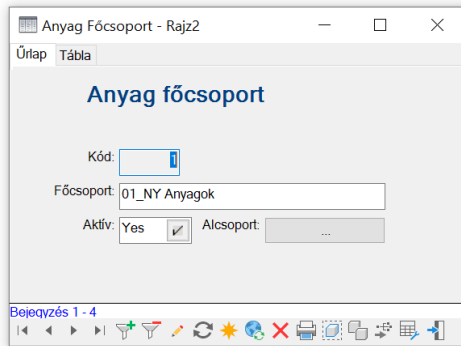 Anyag Főcsoport - Rajz2
Űrlap Tábla
Anyag főcsoport
Kód: 1
Főcsoport: 01_NY Anyagok
Aktív: Yes Alcsoport: ...
Bejegyzés 1 - 4